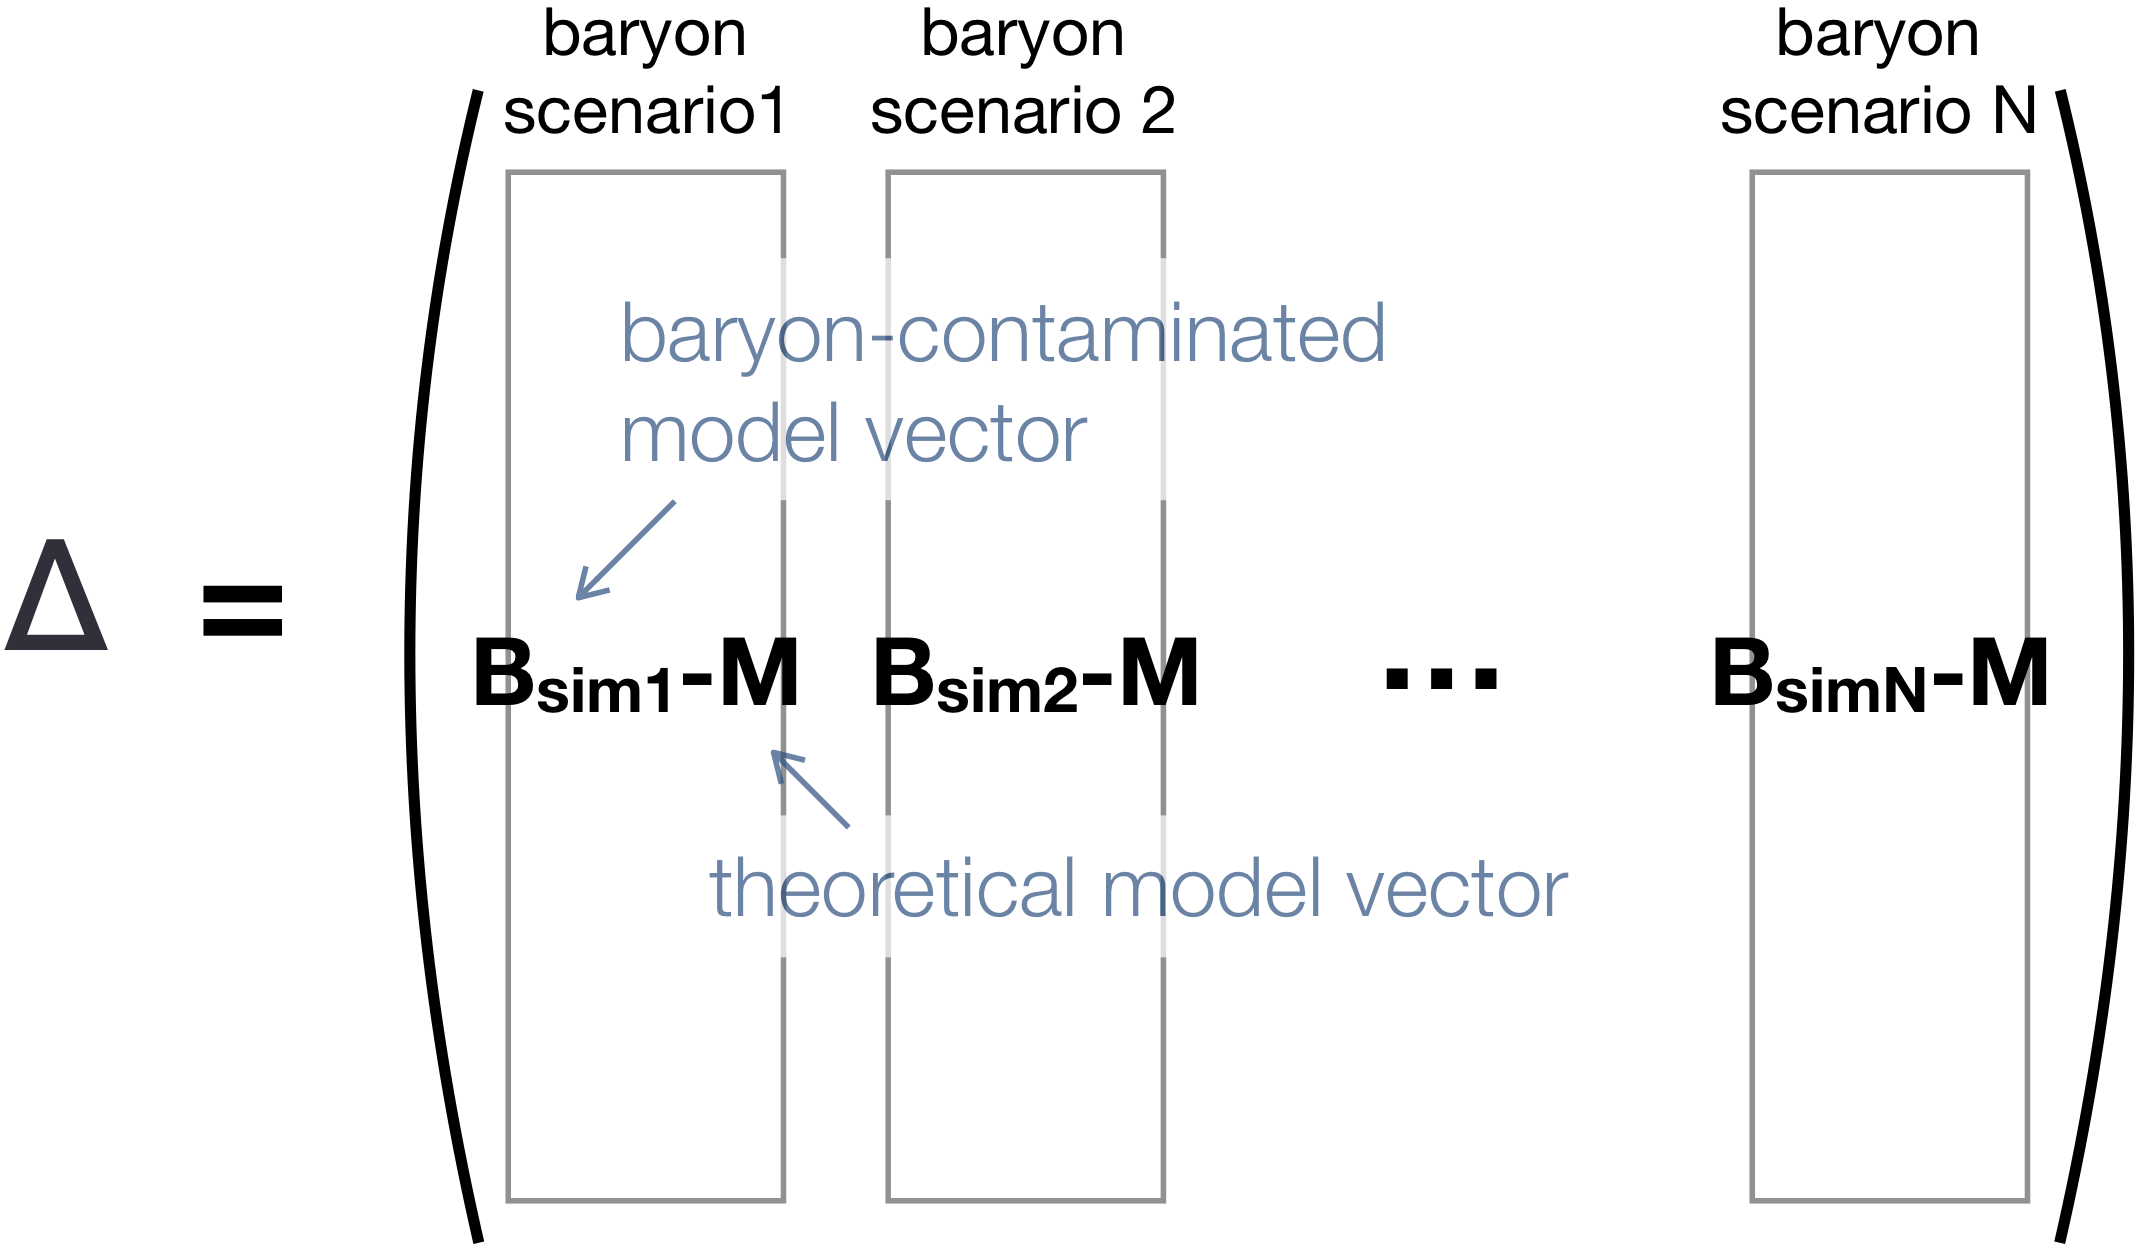 baryon
scenario1
baryon
scenario 2
baryon
scenario N
baryon-contaminated
model vector
Δ =
Bsim1-M
Bsim2-M
...
BsimN-M
theoretical model vector